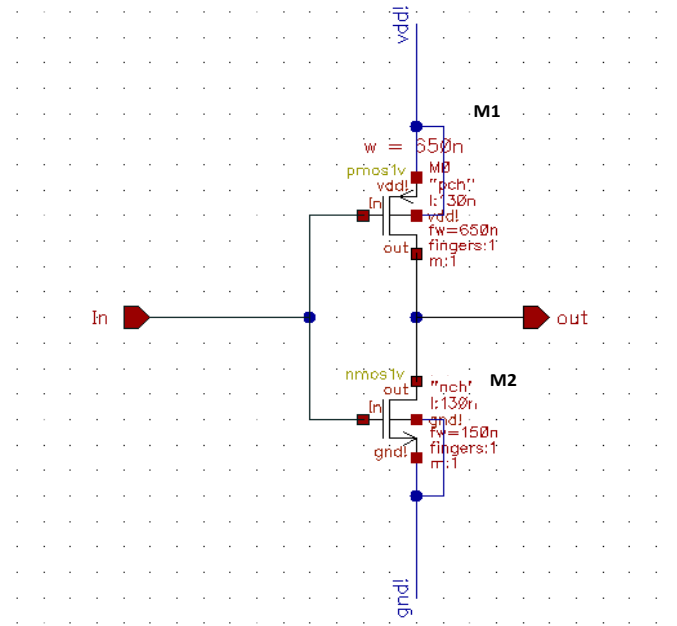 vdd!
M1
w = 650n
pmos1v
M0
vdd!
"pch"
l:130n
In
vdd!
fw=650n
out
fingers:1
m:1
In
out
nmos1v
M2
out
"nch"
l:130n
In
gnd!
fw=150n
gnd!
fingers:1
m:1
gnd!